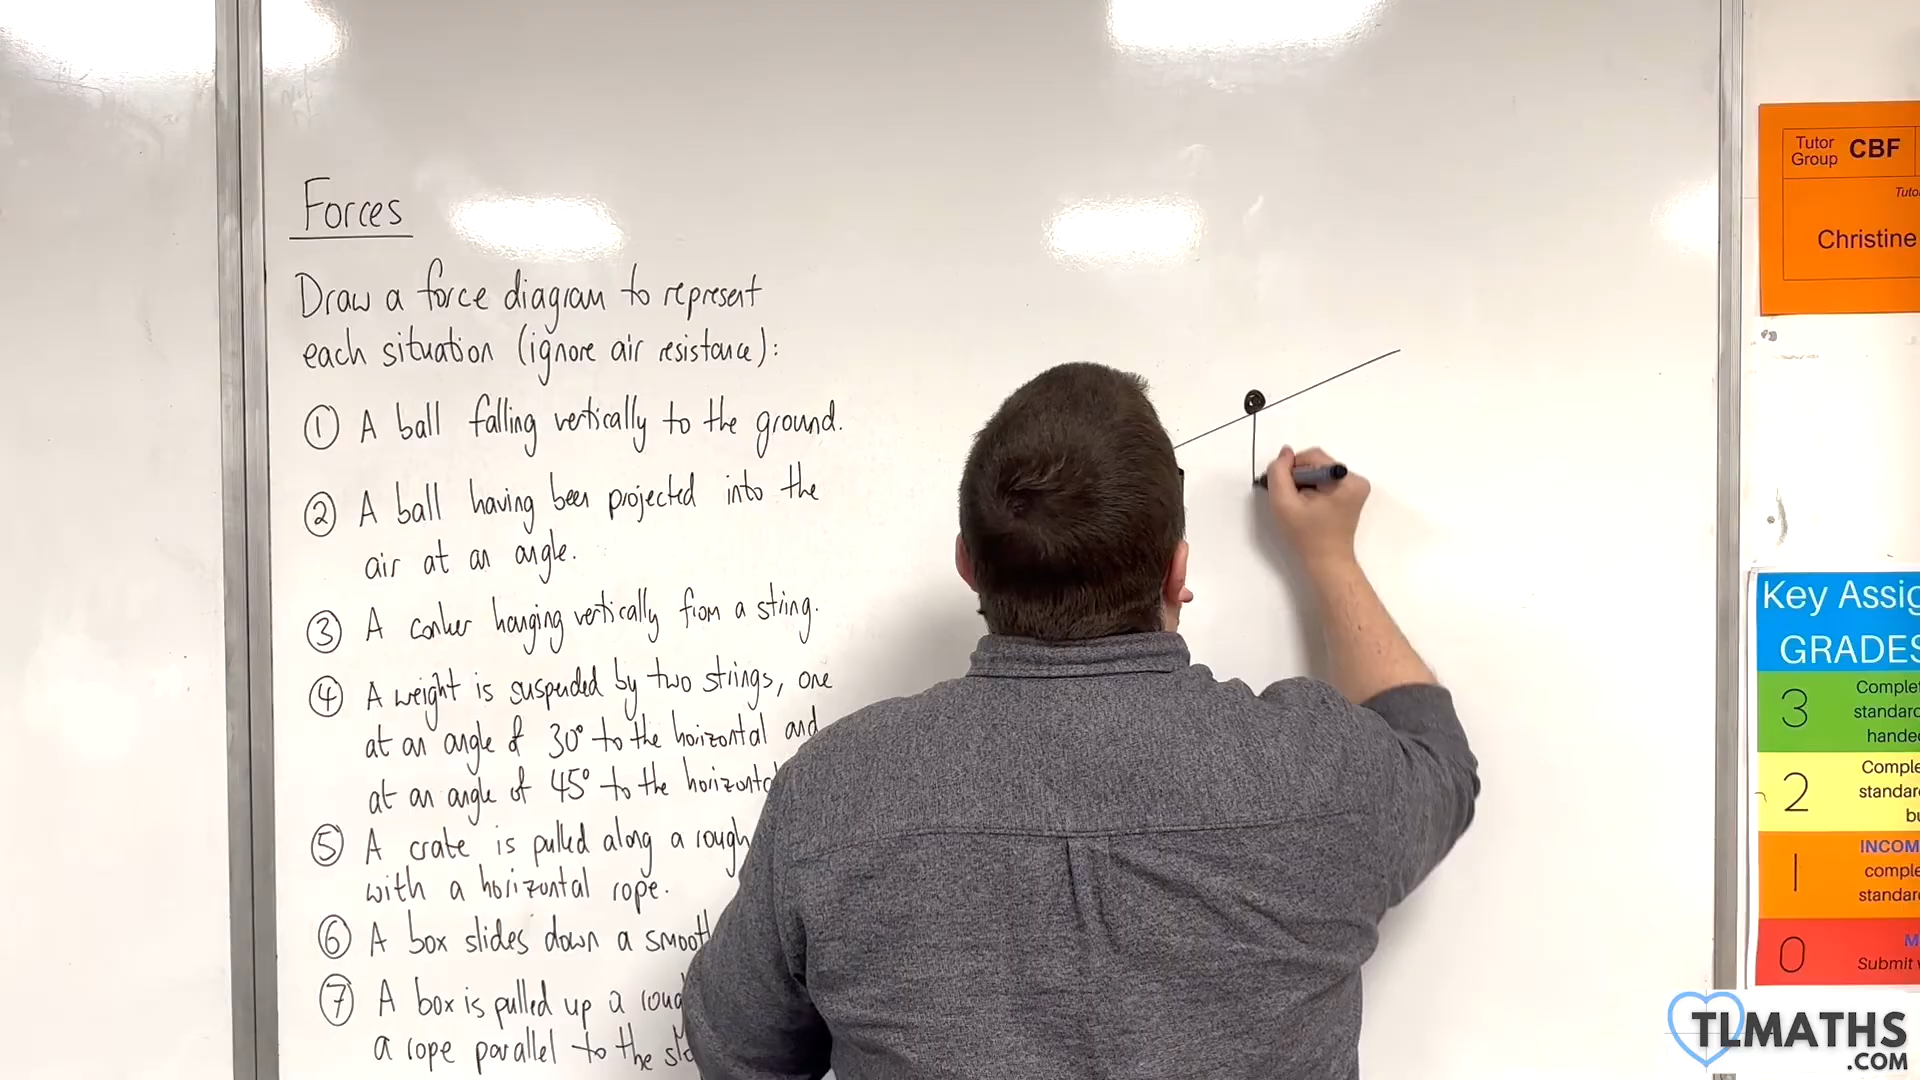 Forces
Draw a force diagram to represent
each situation (ignore air resistance):
① A ball falling vertically to the ground.
② A ball having been projected into the
air at an angle.
③ A conker hanging vertically from a string.
④ A weight is suspended by two strings, one
at an angle of 30° to the horizontal and
at an angle of 45° to the
⑤ A crate is pulled along a rough
with a horizontal rope.
⑥ A box slides down a smooth
⑦ A box is pulled up a
a rope parallel to the
Tutor Group CBF
Christine
Key
GRADES
3
2
1
0
Submit
TLMATHS
.COM